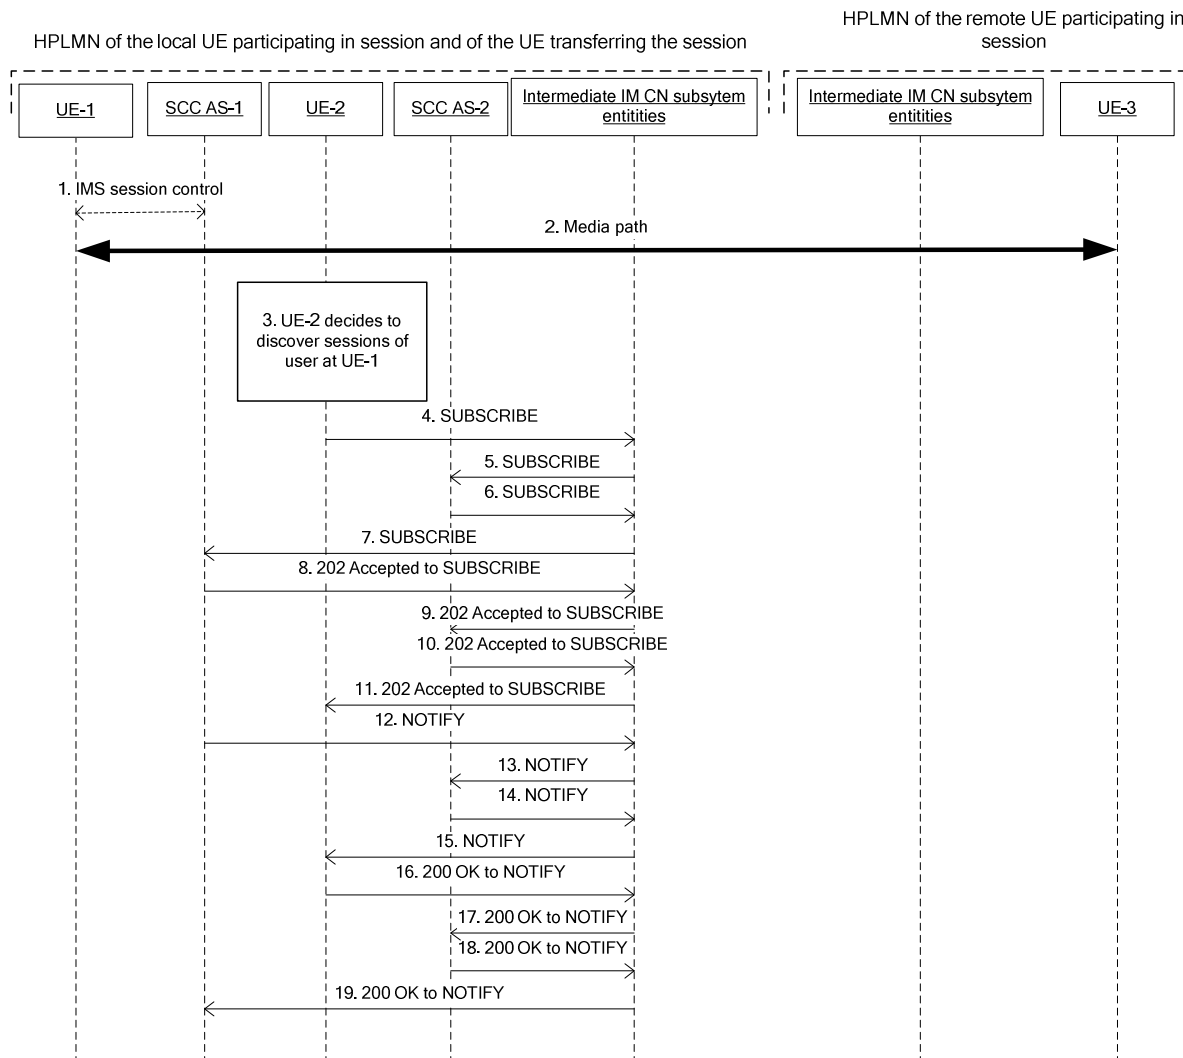 HPLMN of the local UE participating in session and of the UE transferring the session
HPLMN of the remote UE participating in
session
UE-1
SCC AS-1
UE-2
SCC AS-2
Intermediate IM CN subsytem
entitities
Intermediate IM CN subsytem
entitities
UE-3
1. IMS session control
2. Media path
3. UE-2 decides to
discover sessions of
user at UE-1
4. SUBSCRIBE
5. SUBSCRIBE
6. SUBSCRIBE
7. SUBSCRIBE
8. 202 Accepted to SUBSCRIBE
9. 202 Accepted to SUBSCRIBE
10. 202 Accepted to SUBSCRIBE
11. 202 Accepted to SUBSCRIBE
12. NOTIFY
13. NOTIFY
14. NOTIFY
15. NOTIFY
16. 200 OK to NOTIFY
17. 200 OK to NOTIFY
18. 200 OK to NOTIFY
19. 200 OK to NOTIFY